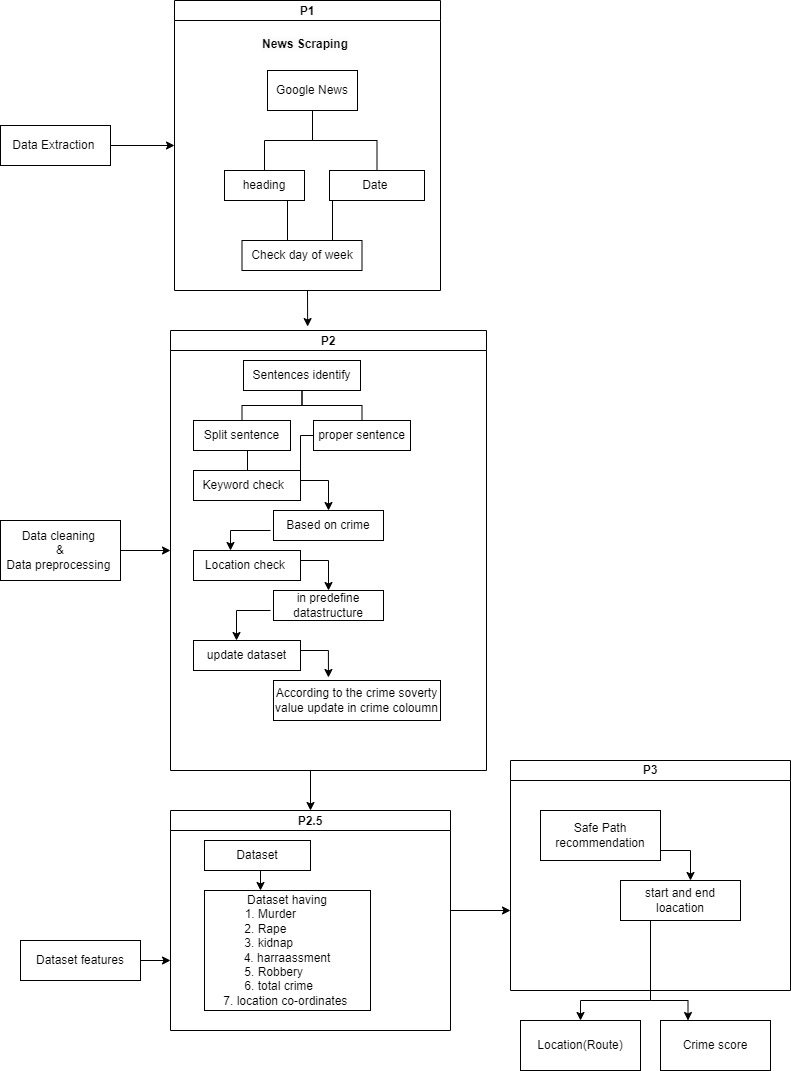 P1
News Scraping
Google News
Data Extraction
heading
Date
Check day of week
P2
Sentences identify
Split sentence
proper sentence
Keyword check
Based on crime
Data cleaning
&
Data preprocessing
Location check
in predefine
datastructure
update dataset
According to the crime soverty
value update in crime coloumn
P3
P2.5
Safe Path
recommendation
Dataset
start and end
loacation
Dataset having
1. Murder
2. Rape
3. kidnap
4. harraassment
5. Robbery
6. total crime
7. location co-ordinates
Dataset features
Location(Route)
Crime score